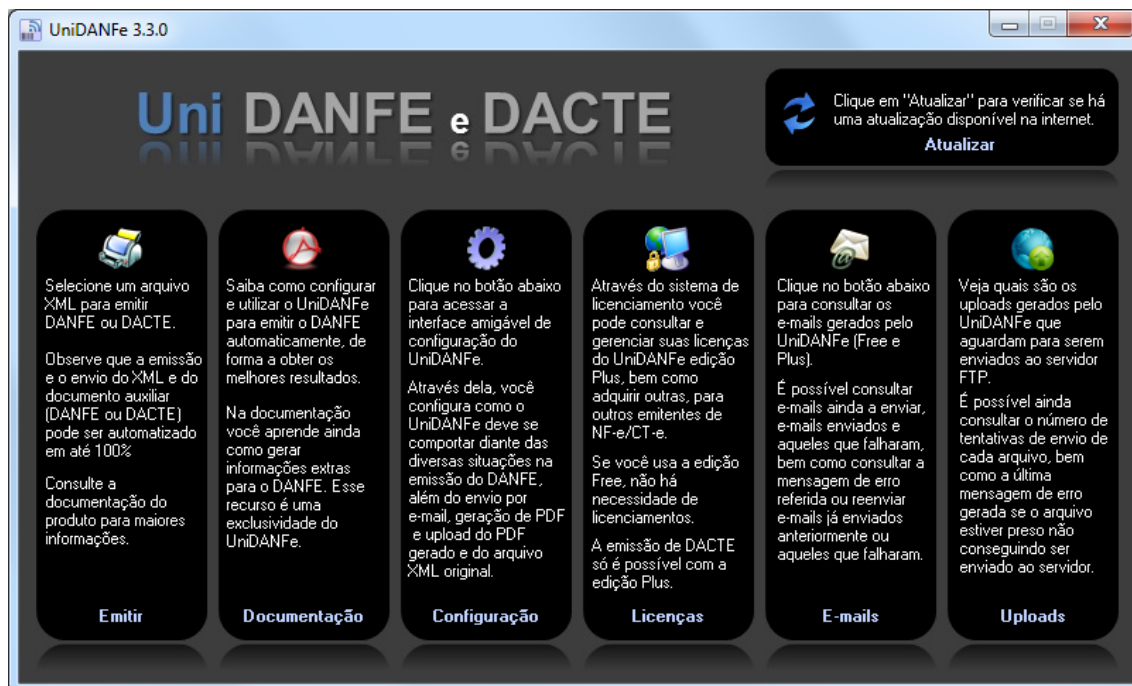 UniDANFe 3.3.0
Uni DANFE e DACTE
Clique em "Atualizar" para verificar se há
uma atualização disponível na internet.
Atualizar
Selecione um arquivo
XML para emitir
DANFE ou DACTE.
Observe que a emissão
e o envio do XML e do
documento auxiliar
(DANFE ou DACTE)
pode ser automatizado
em até 100%
Consulte a
documentação do
produto para maiores
informações.
Emitir
Saiba como configurar
e utilizar o UniDANFe
para emitir o DANFE
automaticamente, de
forma a obter os
melhores resultados.
Na documentação
você aprende ainda
como gerar
informações extras
para o DANFE. Esse
recurso é uma
exclusividade do
UniDANFe.
Documentação
Clique no botão abaixo
para acessar a
interface amigável de
configuração do
UniDANFe.
Através dela, você
configura como o
UniDANFe deve se
comportar diante das
diversas situações na
emissão do DANFE,
além do envio por
e-mail, geração de PDF
e upload do PDF
gerado e do arquivo
XML original.
Configuração
Através do sistema de
licenciamento você
pode consultar e
gerenciar suas licenças
do UniDANFe edição
Plus, bem como
adquirir outras, para
outros emitentes de
NF-e/CT-e.
Se você usa a edição
Free, não há
necessidade de
licenciamentos.
A emissão de DACTE
só é possível com a
edição Plus.
Licenças
Clique no botão abaixo
para consultar os
e-mails gerados pelo
UniDANFe (Free e
Plus).
É possível consultar
e-mails ainda a enviar,
e-mails enviados e
aqueles que falharam,
bem como consultar a
mensagem de erro
referida ou reenviar
e-mails já enviados
anteriormente ou
aqueles que falharam.
E-mails
Veja quais são os
uploads gerados pelo
UniDANFe que
aguardam para serem
enviados ao servidor
FTP.
É possível ainda
consultar o número de
tentativas de envio de
cada arquivo, bem
como a última
mensagem de erro
gerada se o arquivo
estiver preso não
conseguindo ser
enviado ao servidor.
Uploads